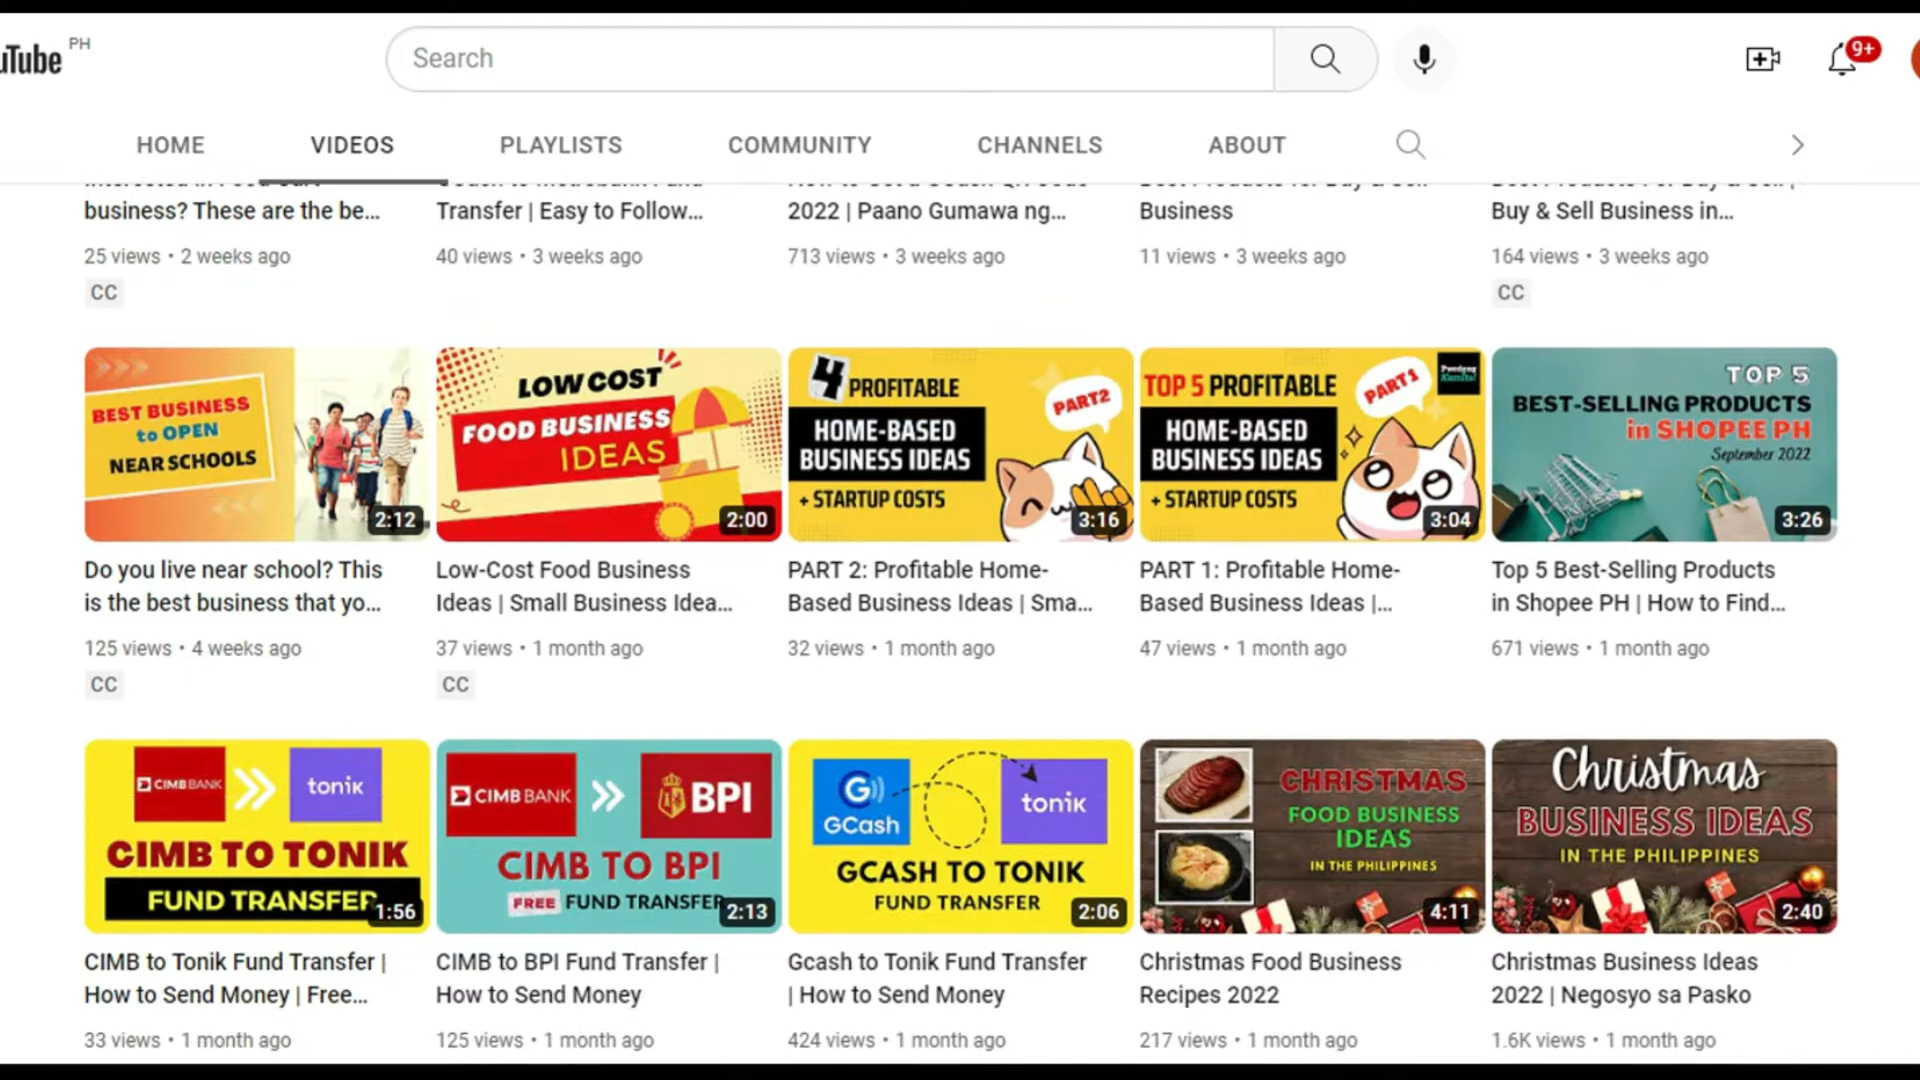 uTube PH
Search
9+
HOME VIDEOS PLAYLISTS COMMUNITY CHANNELS ABOUT
business? These are the be...
25 views • 2 weeks ago
CC
Transfer | Easy to Follow...
40 views • 3 weeks ago
2022 | Paano Gumawa ng...
713 views • 3 weeks ago
Business
11 views • 3 weeks ago
Buy & Sell Business in...
164 views • 3 weeks ago
CC
BEST BUSINESS
to OPEN
NEAR SCHOOLS
2:12
Do you live near school? This
is the best business that yo...
125 views • 4 weeks ago
CC
LOW COST
FOOD BUSINESS
IDEAS
2:00
Low-Cost Food Business
Ideas | Small Business Idea...
37 views • 1 month ago
CC
4 PROFITABLE
PART2
HOME-BASED
BUSINESS IDEAS
+ STARTUP COSTS
3:16
PART 2: Profitable Home-
Based Business Ideas | Sma...
32 views • 1 month ago
TOP 5 PROFITABLE
PART1
HOME-BASED
BUSINESS IDEAS
+ STARTUP COSTS
3:04
PART 1: Profitable Home-
Based Business Ideas |...
47 views • 1 month ago
TOP 5
BEST-SELLING PRODUCTS
in SHOPEE PH
September 2022
3:26
Top 5 Best-Selling Products
in Shopee PH | How to Find...
671 views • 1 month ago
CIMB BANK
tonik
CIMB TO TONIK
FUND TRANSFER
1:56
CIMB to Tonik Fund Transfer |
How to Send Money | Free...
33 views • 1 month ago
CIMB BANK
BPI
CIMB TO BPI
FREE FUND TRANSFER
2:13
CIMB to BPI Fund Transfer |
How to Send Money
125 views • 1 month ago
GCash
tonik
GCASH TO TONIK
FUND TRANSFER
2:06
Gcash to Tonik Fund Transfer
| How to Send Money
424 views • 1 month ago
CHRISTMAS
FOOD BUSINESS
IDEAS
IN THE PHILIPPINES
4:11
Christmas Food Business
Recipes 2022
217 views • 1 month ago
Christmas
BUSINESS IDEAS
IN THE PHILIPPINES
2:40
Christmas Business Ideas
2022 | Negosyo sa Pasko
1.6K views • 1 month ago